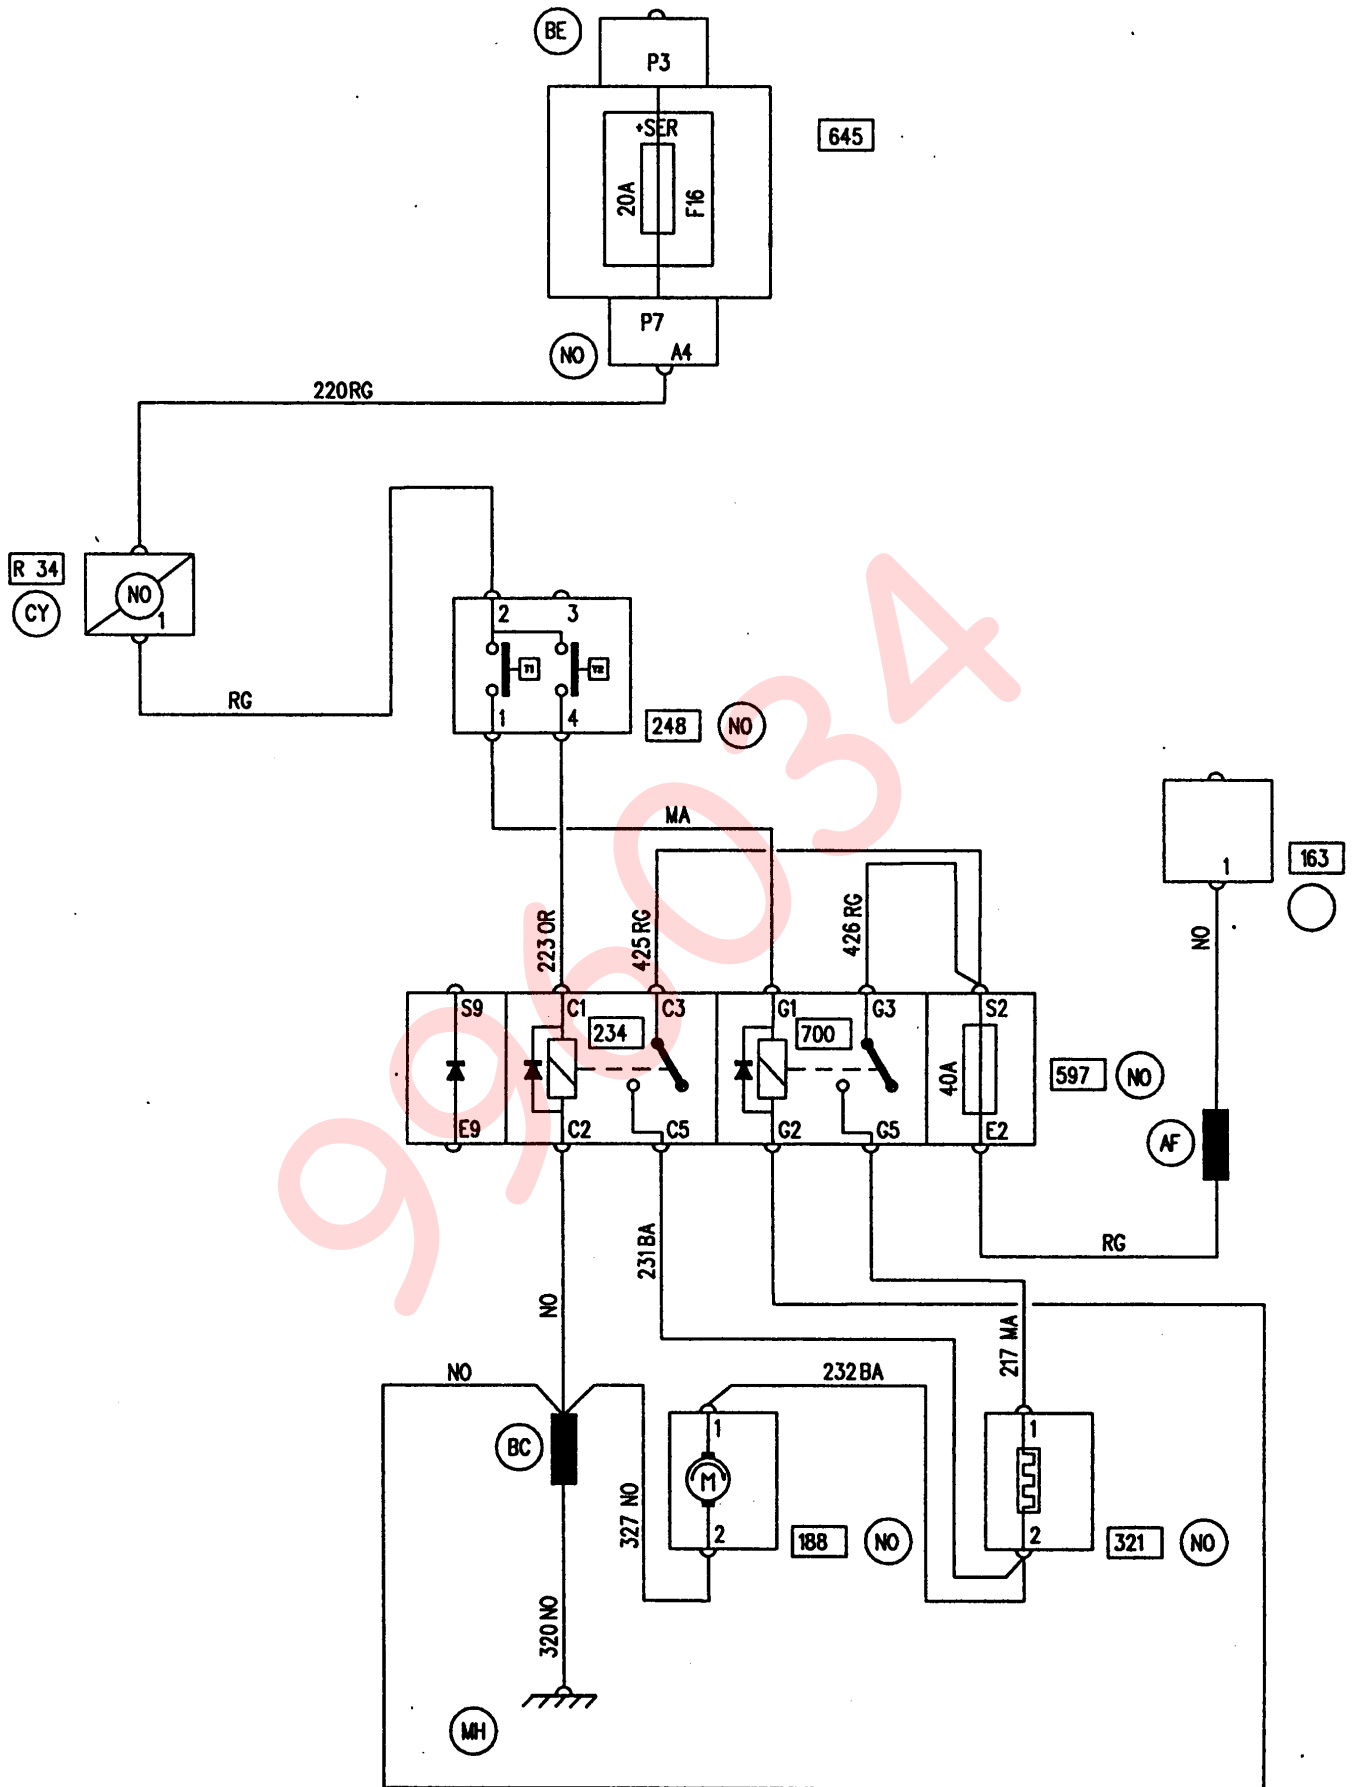 BE
P3
+SER
645
20A
F16
P7
NO
A4
220RG
R 34
NO
CY
1
2
3
RG
T1
T2
1
4
248
NO
MA
163
1
223 OR
425 RG
426 RG
NO
S9
C1
C3
G1
G3
S2
234
700
40A
597
NO
E9
C2
C5
G2
G5
E2
AF
231 BA
RG
NO
217 MA
NO
232 BA
BC
1
1
M
327 NO
2
188
NO
2
321
NO
320 NO
MH
996034